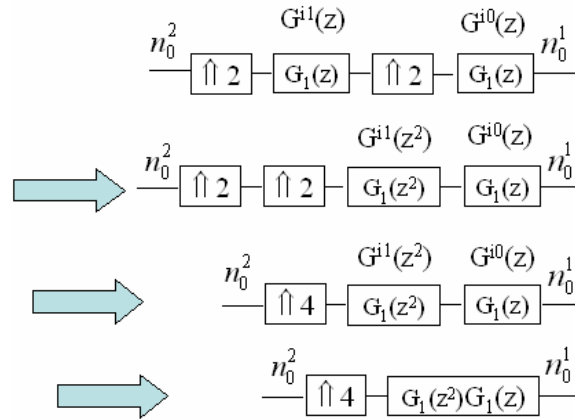 G^{i1}(z) G^{i0}(z)
n_0^2 ⇑2 G_1(z) ⇑2 G_1(z) n_0^1
G^{i1}(z^2) G^{i0}(z)
n_0^2 ⇑2 ⇑2 G_1(z^2) G_1(z) n_0^1
G^{i1}(z^2) G^{i0}(z)
n_0^2 ⇑4 G_1(z^2) G_1(z) n_0^1
n_0^2 ⇑4 G_1(z^2)G_1(z) n_0^1